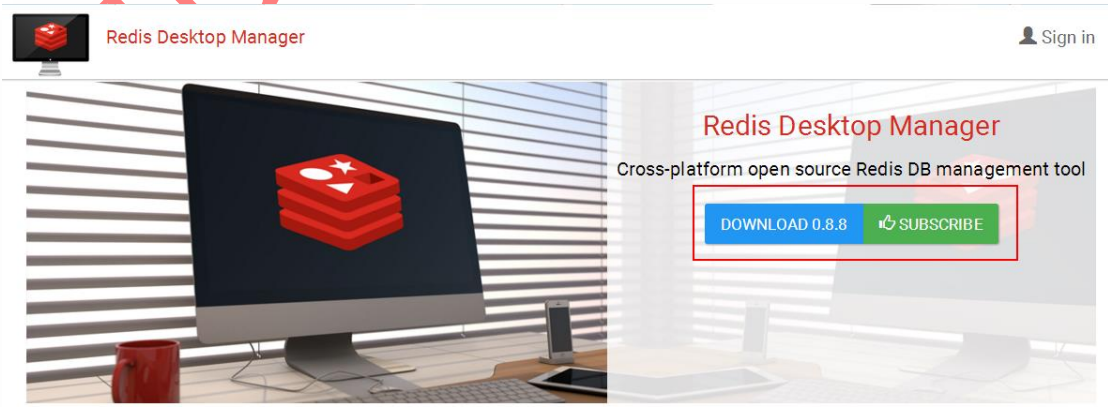 Redis Desktop Manager
Sign in
Redis Desktop Manager
Cross-platform open source Redis DB management tool
DOWNLOAD 0.8.8
SUBSCRIBE